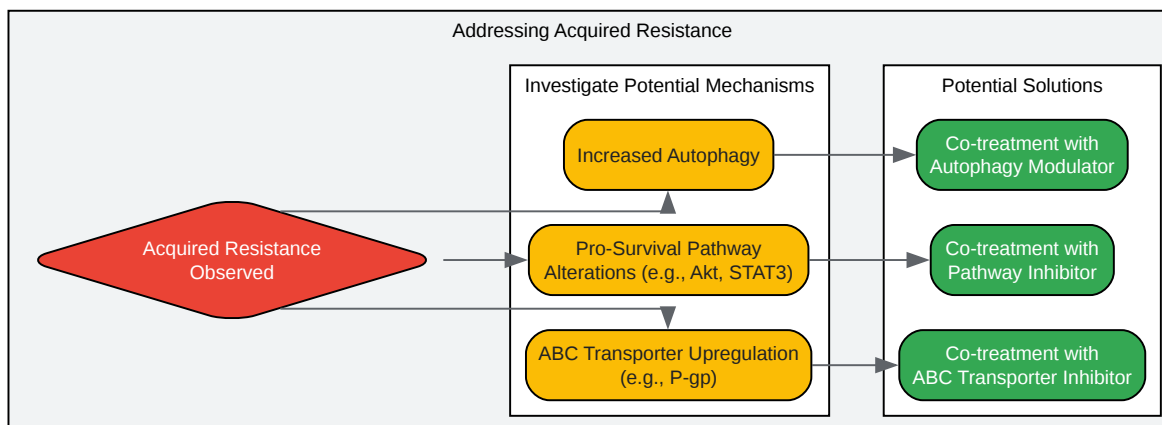 Addressing Acquired Resistance
Investigate Potential Mechanisms
Potential Solutions
Increased Autophagy
Co-treatment with
Autophagy Modulator
Acquired Resistance
Observed
Pro-Survival Pathway
Alterations (e.g., Akt, STAT3)
Co-treatment with
Pathway Inhibitor
ABC Transporter Upregulation
(e.g., P-gp)
Co-treatment with
ABC Transporter Inhibitor